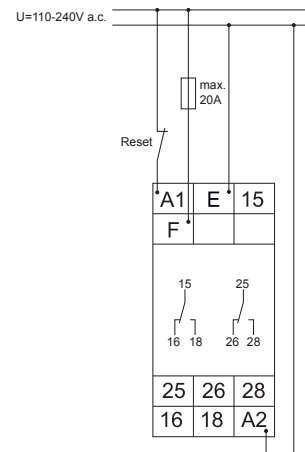 U=110-240V a.c.
max.
20A
Reset
A1 E 15
F
15 25
16 18 26 28
25 26 28
16 18 A2